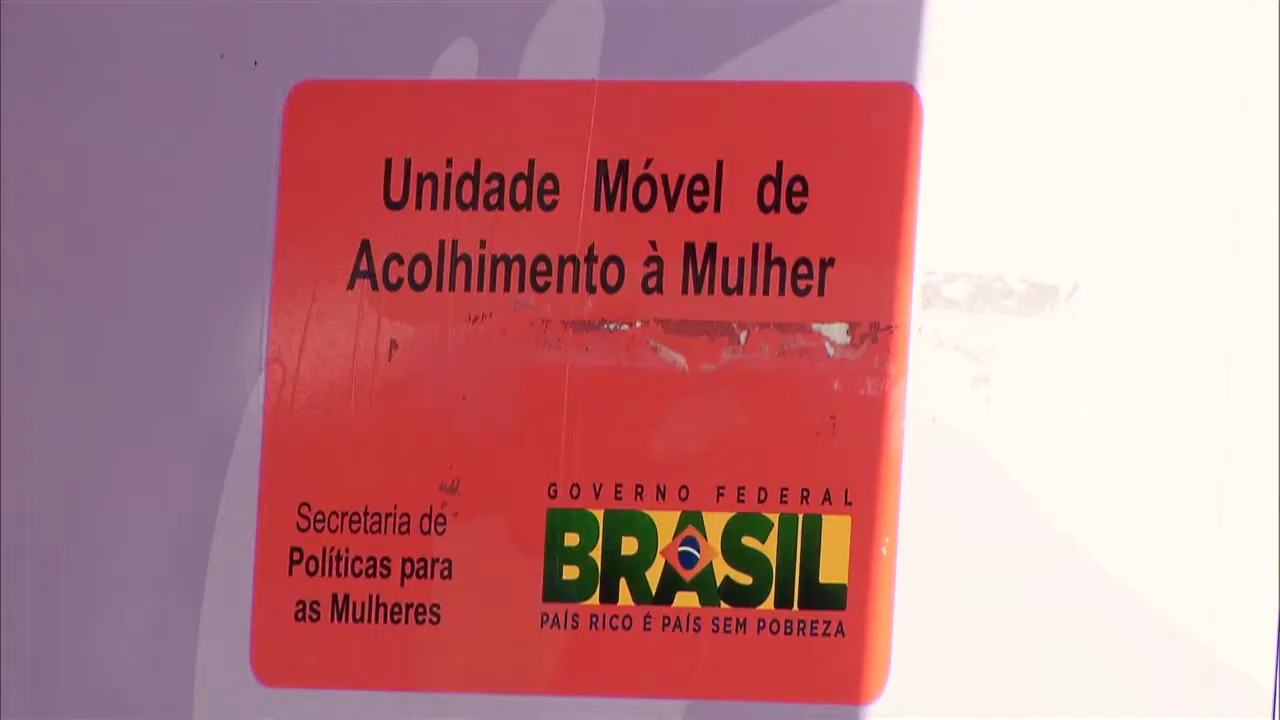 Unidade Móvel de
Acolhimento à Mulher
Secretaria de
Políticas para
as Mulheres
GOVERNO FEDERAL
BRASIL
PAÍS RICO É PAÍS SEM POBREZA